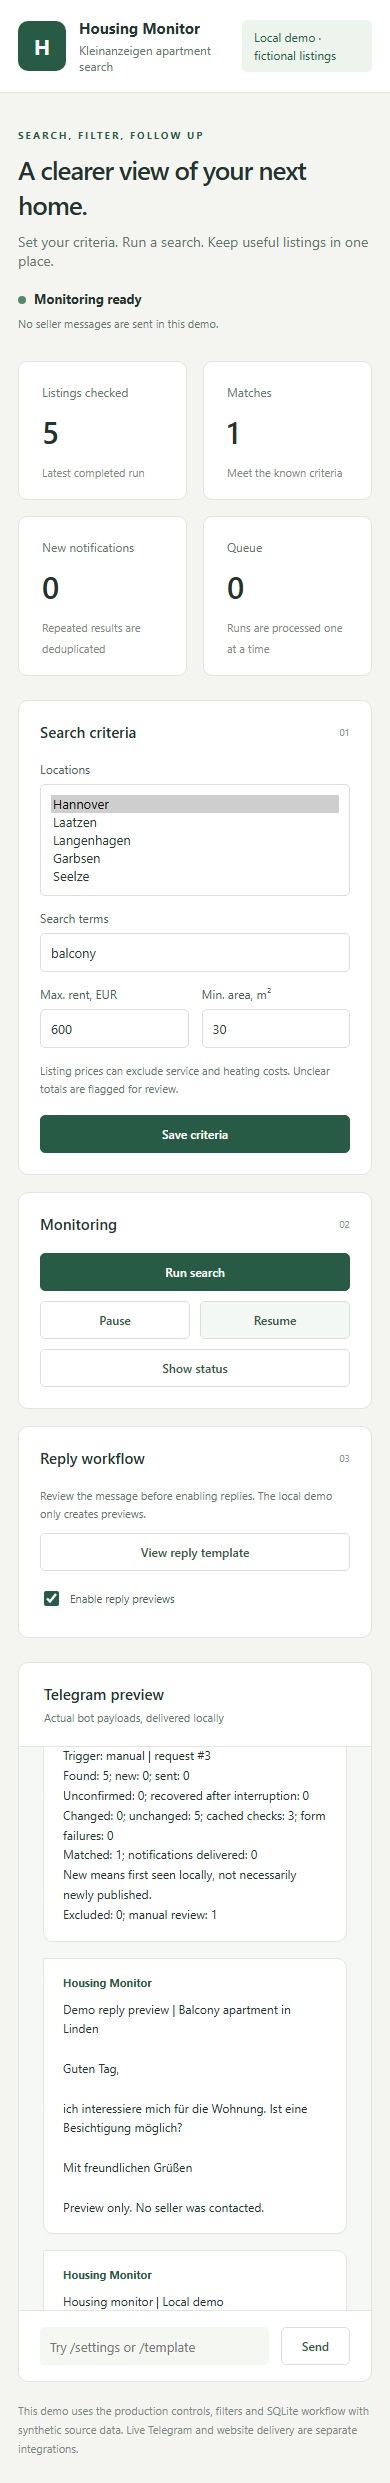 H
Housing Monitor
Kleinanzeigen apartment
search
Local demo ·
fictional listings
SEARCH, FILTER, FOLLOW UP
A clearer view of your next
home.
Set your criteria. Run a search. Keep useful listings in one
place.
Monitoring ready
No seller messages are sent in this demo.
Listings checked
5
Latest completed run
Matches
1
Meet the known criteria
New notifications
0
Repeated results are
deduplicated
Queue
0
Runs are processed one
at a time
Search criteria
01
Locations
Hannover
Laatzen
Langenhagen
Garbsen
Seelze
Search terms
balcony
Max. rent, EUR
Min. area, m²
600
30
Listing prices can exclude service and heating costs. Unclear
totals are flagged for review.
Save criteria
Monitoring
02
Run search
Pause
Resume
Show status
Reply workflow
03
Review the message before enabling replies. The local demo
only creates previews.
View reply template
Enable reply previews
Telegram preview
Actual bot payloads, delivered locally
Trigger: manual | request #3
Found: 5; new: 0; sent: 0
Unconfirmed: 0; recovered after interruption: 0
Changed: 0; unchanged: 5; cached checks: 3; form
failures: 0
Matched: 1; notifications delivered: 0
New means first seen locally, not necessarily
newly published.
Excluded: 0; manual review: 1
Housing Monitor
Demo reply preview | Balcony apartment in
Linden
Guten Tag,
ich interessiere mich für die Wohnung. Ist eine
Besichtigung möglich?
Mit freundlichen Grüßen
Preview only. No seller was contacted.
Housing Monitor
Housing monitor | Local demo
Try /settings or /template
Send
This demo uses the production controls, filters and SQLite workflow with
synthetic source data. Live Telegram and website delivery are separate
integrations.